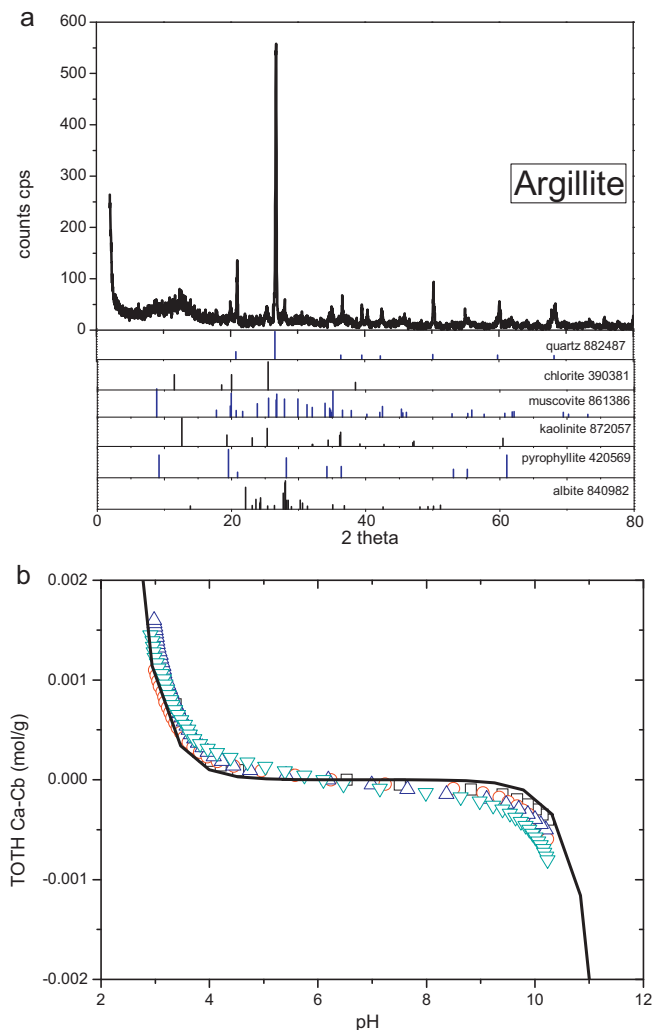 a
600
500
400
300
200
100
0
counts cps
Argillite
quartz 882487
chlorite 390381
muscovite 861386
kaolinite 872057
pyrophyllite 420569
albite 840982
0 20 40 60 80
2 theta
b
0.002
0.001
0.000
-0.001
-0.002
TOTH Ca-Cb (mol/g)
2 4 6 8 10 12
pH